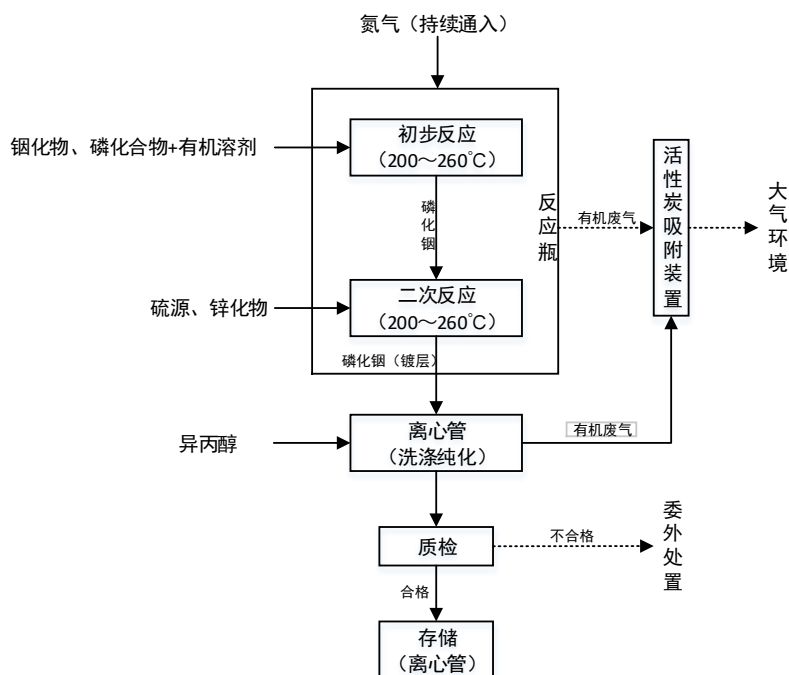 氮气（持续通入）
初步反应
（200～260℃）
铟化物、磷化合物+有机溶剂
磷化铟
反应瓶
有机废气
活性炭吸附装置
大气环境
二次反应
（200～260℃）
硫源、锌化物
磷化铟（镀层）
离心管
（洗涤纯化）
异丙醇
有机废气
质检
不合格
委外处置
合格
存储
（离心管）